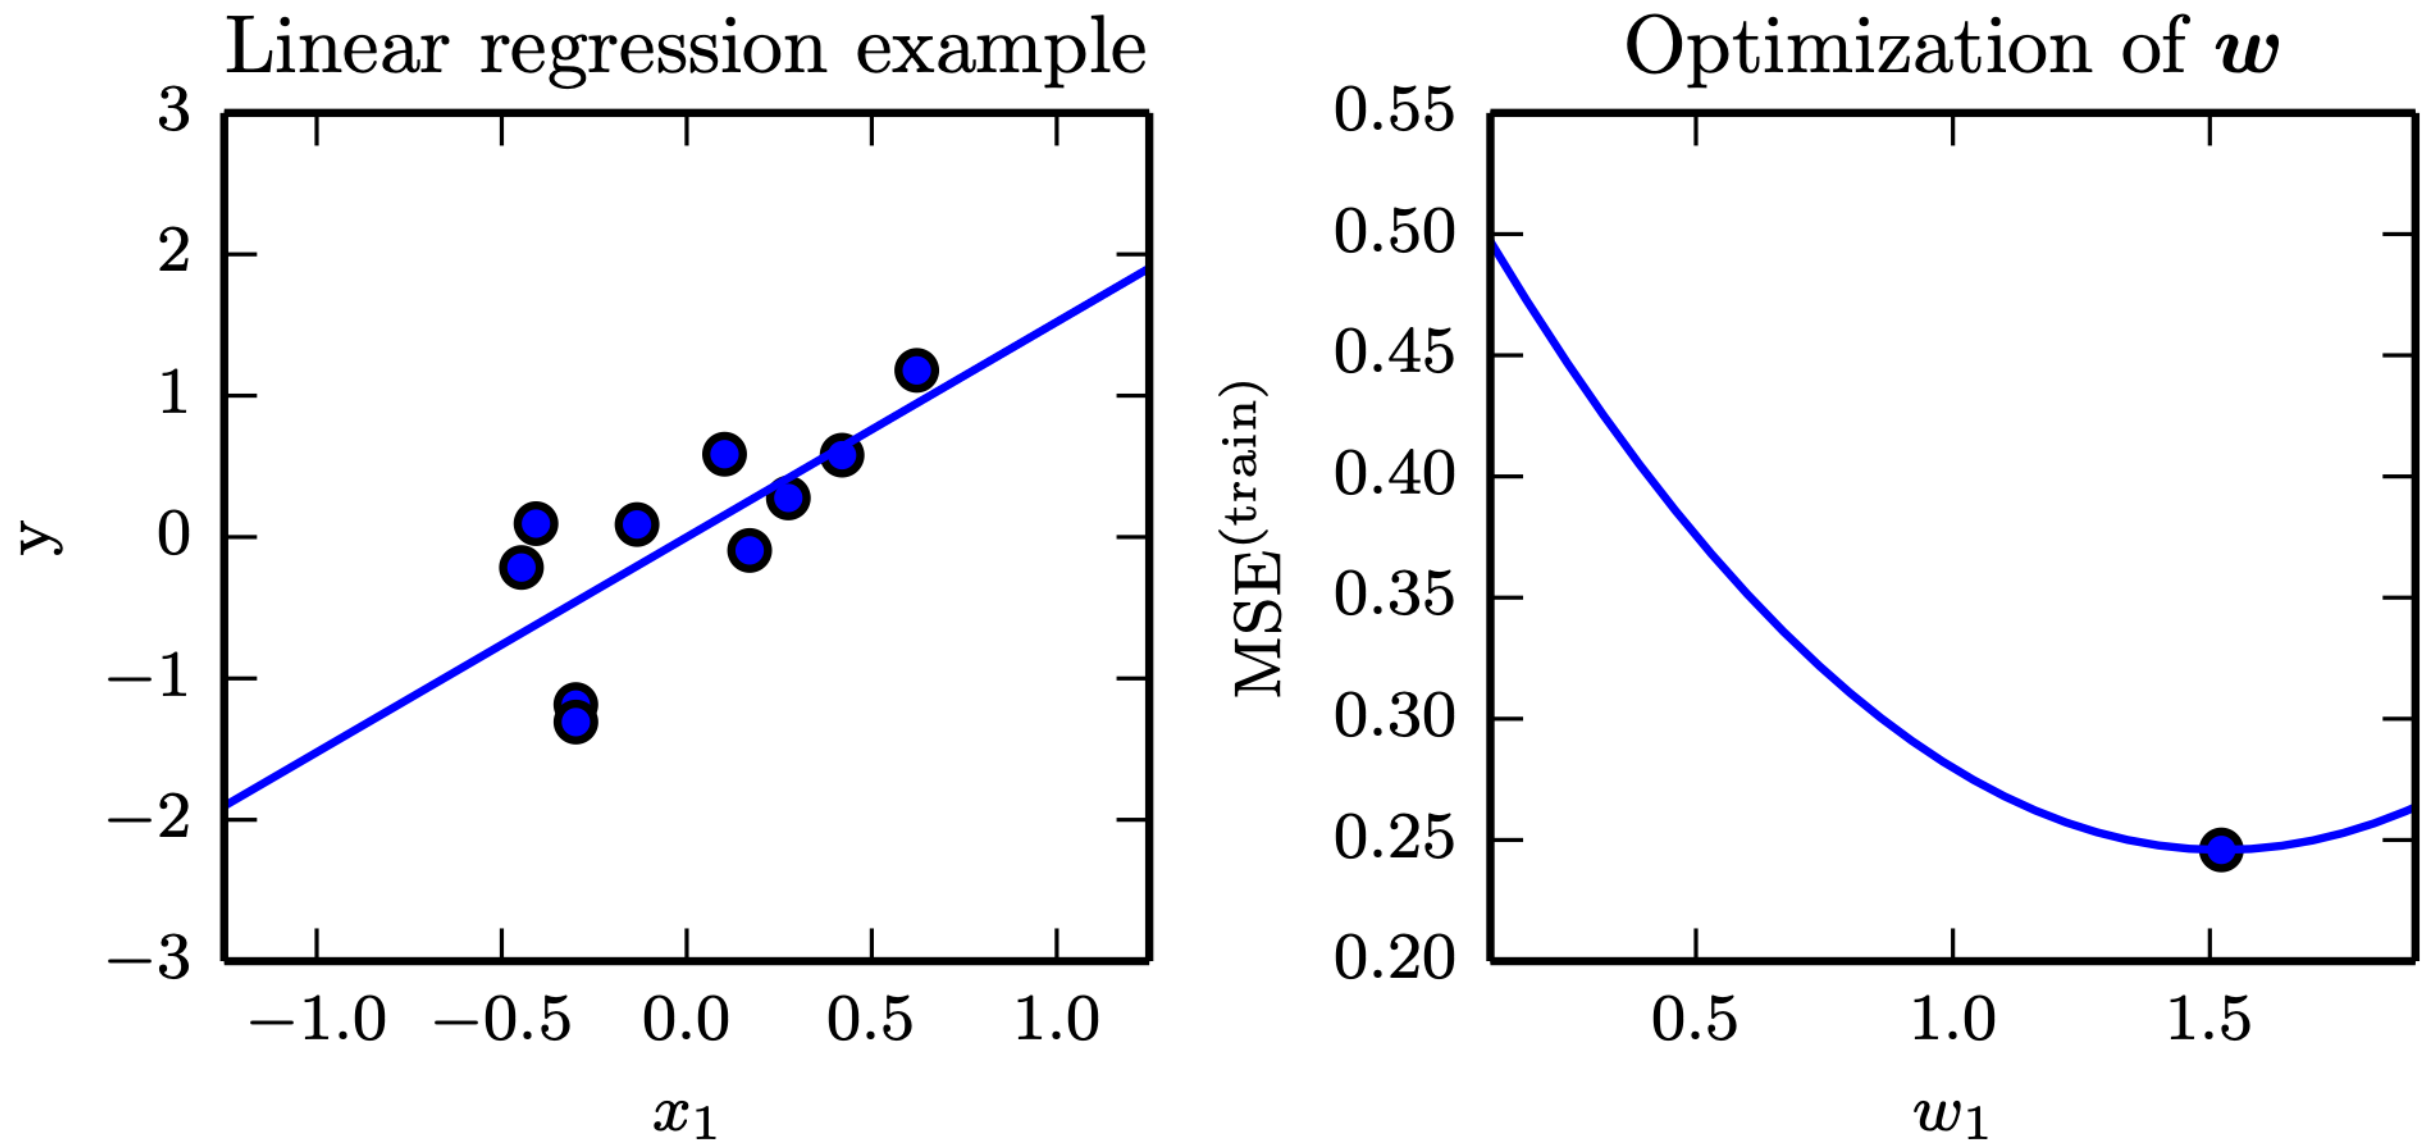 Linear regression example
3
2
1
0
−1
−2
−3
y
−1.0 −0.5 0.0 0.5 1.0
x₁
Optimization of w
0.55
0.50
0.45
0.40
0.35
0.30
0.25
0.20
MSE⁽ᵗʳᵃⁱⁿ⁾
0.5 1.0 1.5
w₁